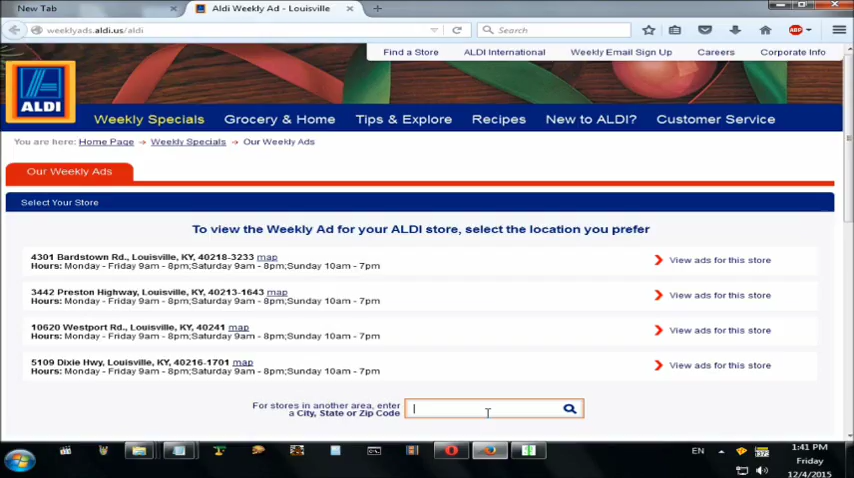 New Tab
Aldi Weekly Ad - Louisville
weeklyads.aldi.us/aldi
Search
ABP
Find a Store ALDI International Weekly Email Sign Up Careers Corporate Info
ALDI
Weekly Specials Grocery & Home Tips & Explore Recipes New to ALDI? Customer Service
You are here: Home Page Weekly Specials Our Weekly Ads
Our Weekly Ads
Select Your Store
To view the Weekly Ad for your ALDI store, select the location you prefer
4301 Bardstown Rd., Louisville, KY, 40218-3233 map
Hours: Monday - Friday 9am - 8pm;Saturday 9am - 8pm;Sunday 10am - 7pm
View ads for this store
3442 Preston Highway, Louisville, KY, 40213-1643 map
Hours: Monday - Friday 9am - 8pm;Saturday 9am - 8pm;Sunday 10am - 7pm
View ads for this store
10620 Westport Rd., Louisville, KY, 40241 map
Hours: Monday - Friday 9am - 8pm;Saturday 9am - 8pm;Sunday 10am - 7pm
View ads for this store
5109 Dixie Hwy, Louisville, KY, 40216-1701 map
Hours: Monday - Friday 9am - 8pm;Saturday 9am - 8pm;Sunday 10am - 7pm
View ads for this store
For stores in another area, enter
a City, State or Zip Code
EN
1:41 PM
Friday
12/4/2015